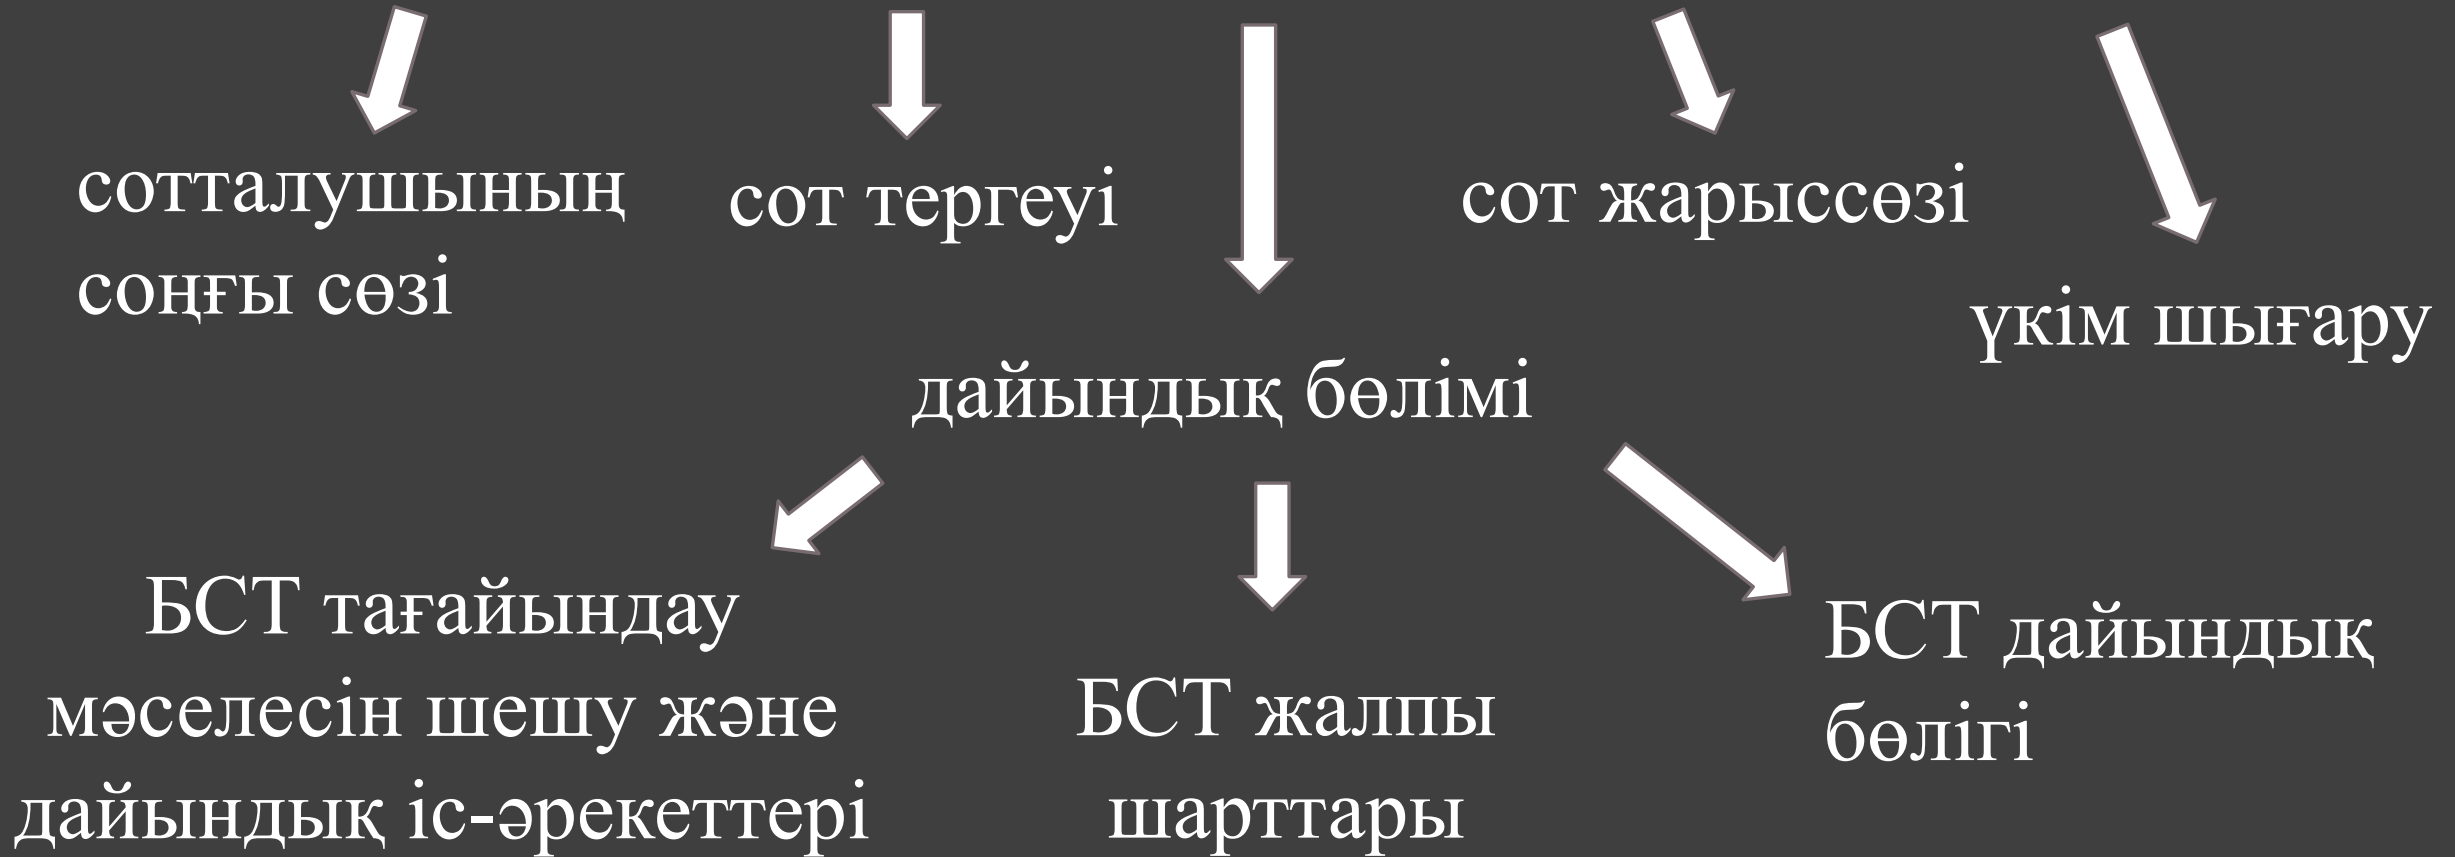 сотталушының
соңғы сөзі
сот тергеуі
сот жарыссөзі
үкім шығару
дайындық бөлімі
БСТ тағайындау
мәселесін шешу және
дайындық іс-әрекеттері
БСТ жалпы
шарттары
БСТ дайындық
бөлігі